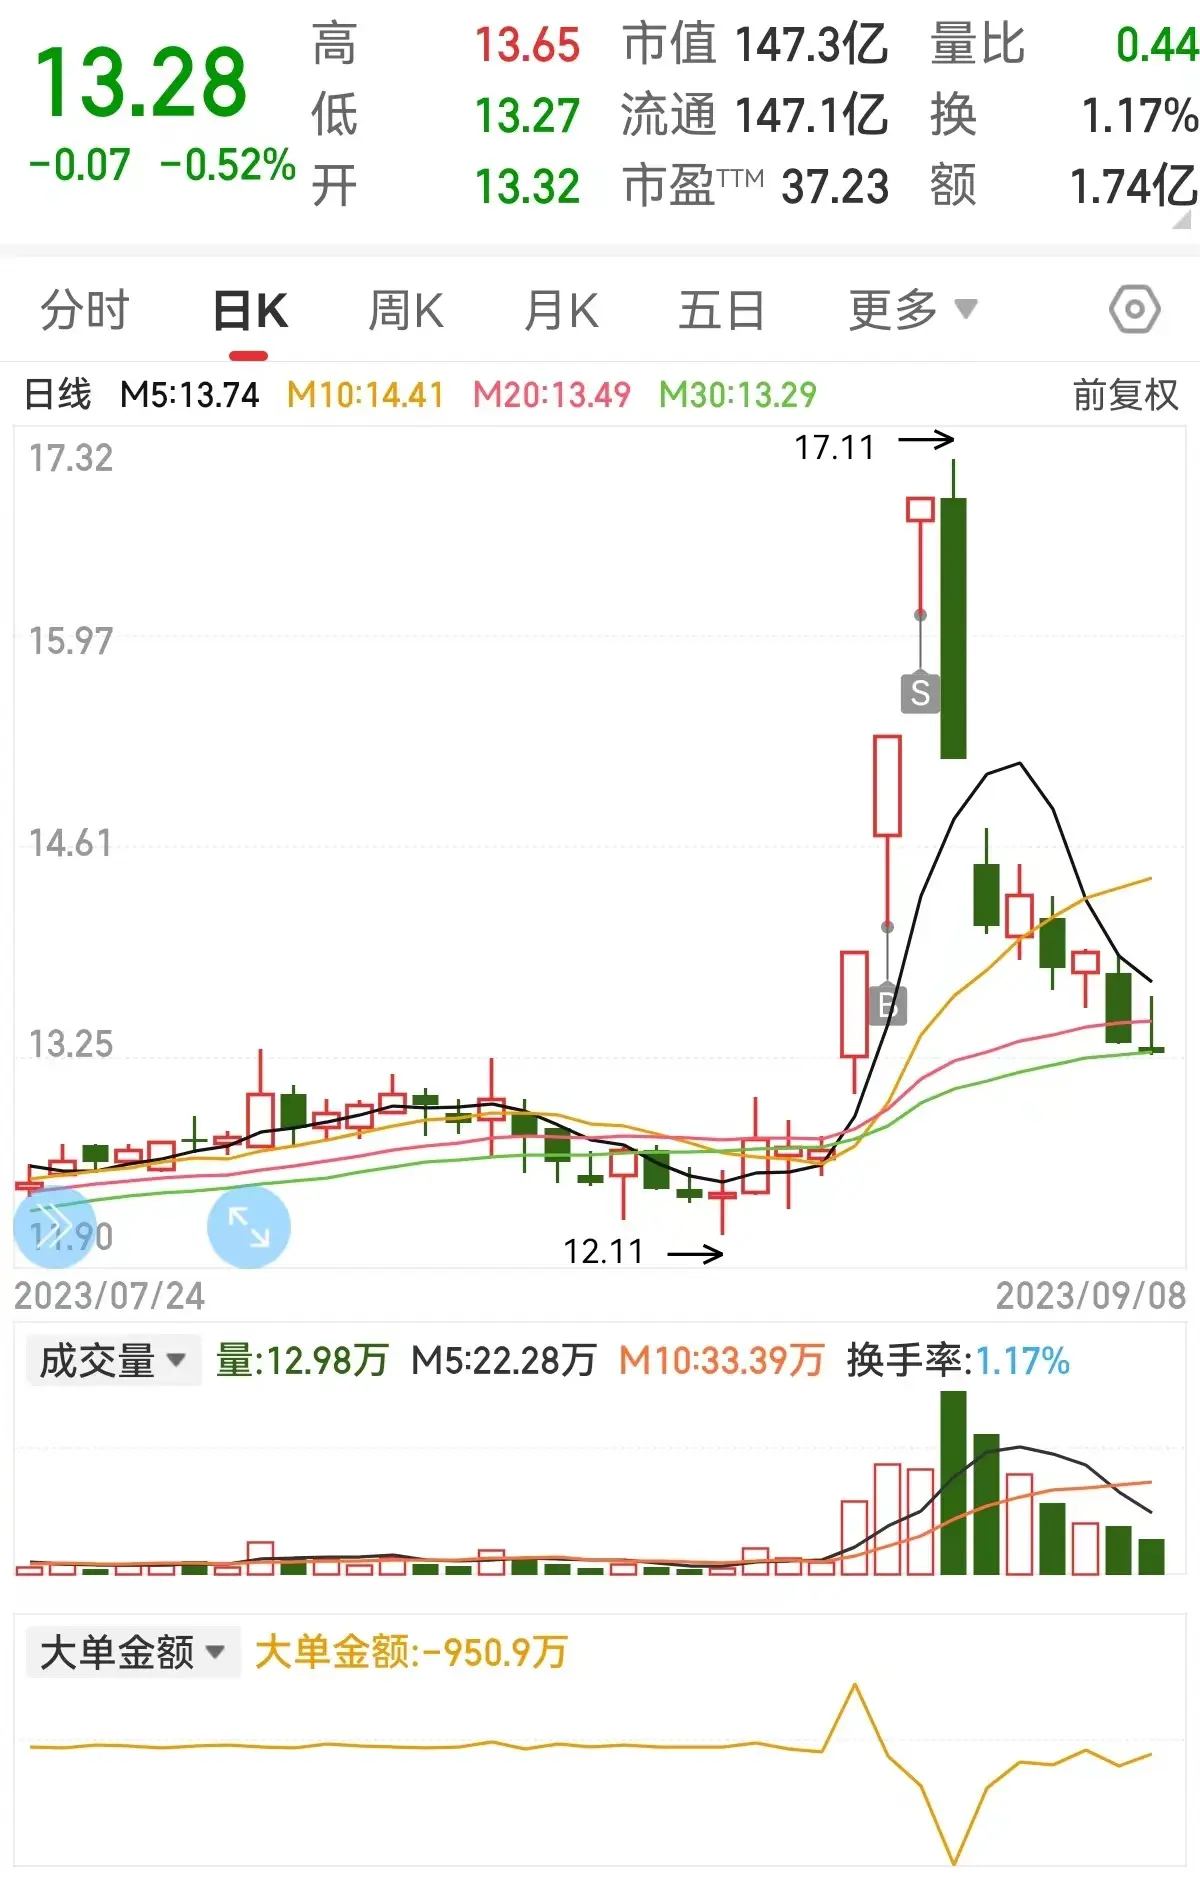 13.28
-0.07 -0.52%
高 13.65 市值 147.3亿 量比 0.44
低 13.27 流通 147.1亿 换 1.17%
开 13.32 市盈TTM 37.23 额 1.74亿
分时 日K 周K 月K 五日 更多
日线 M5:13.74 M10:14.41 M20:13.49 M30:13.29 前复权
17.32
17.11
15.97
S
14.61
B
13.25
11.90
12.11
2023/07/24 2023/09/08
成交量 量:12.98万 M5:22.28万 M10:33.39万 换手率:1.17%
大单金额 大单金额:-950.9万